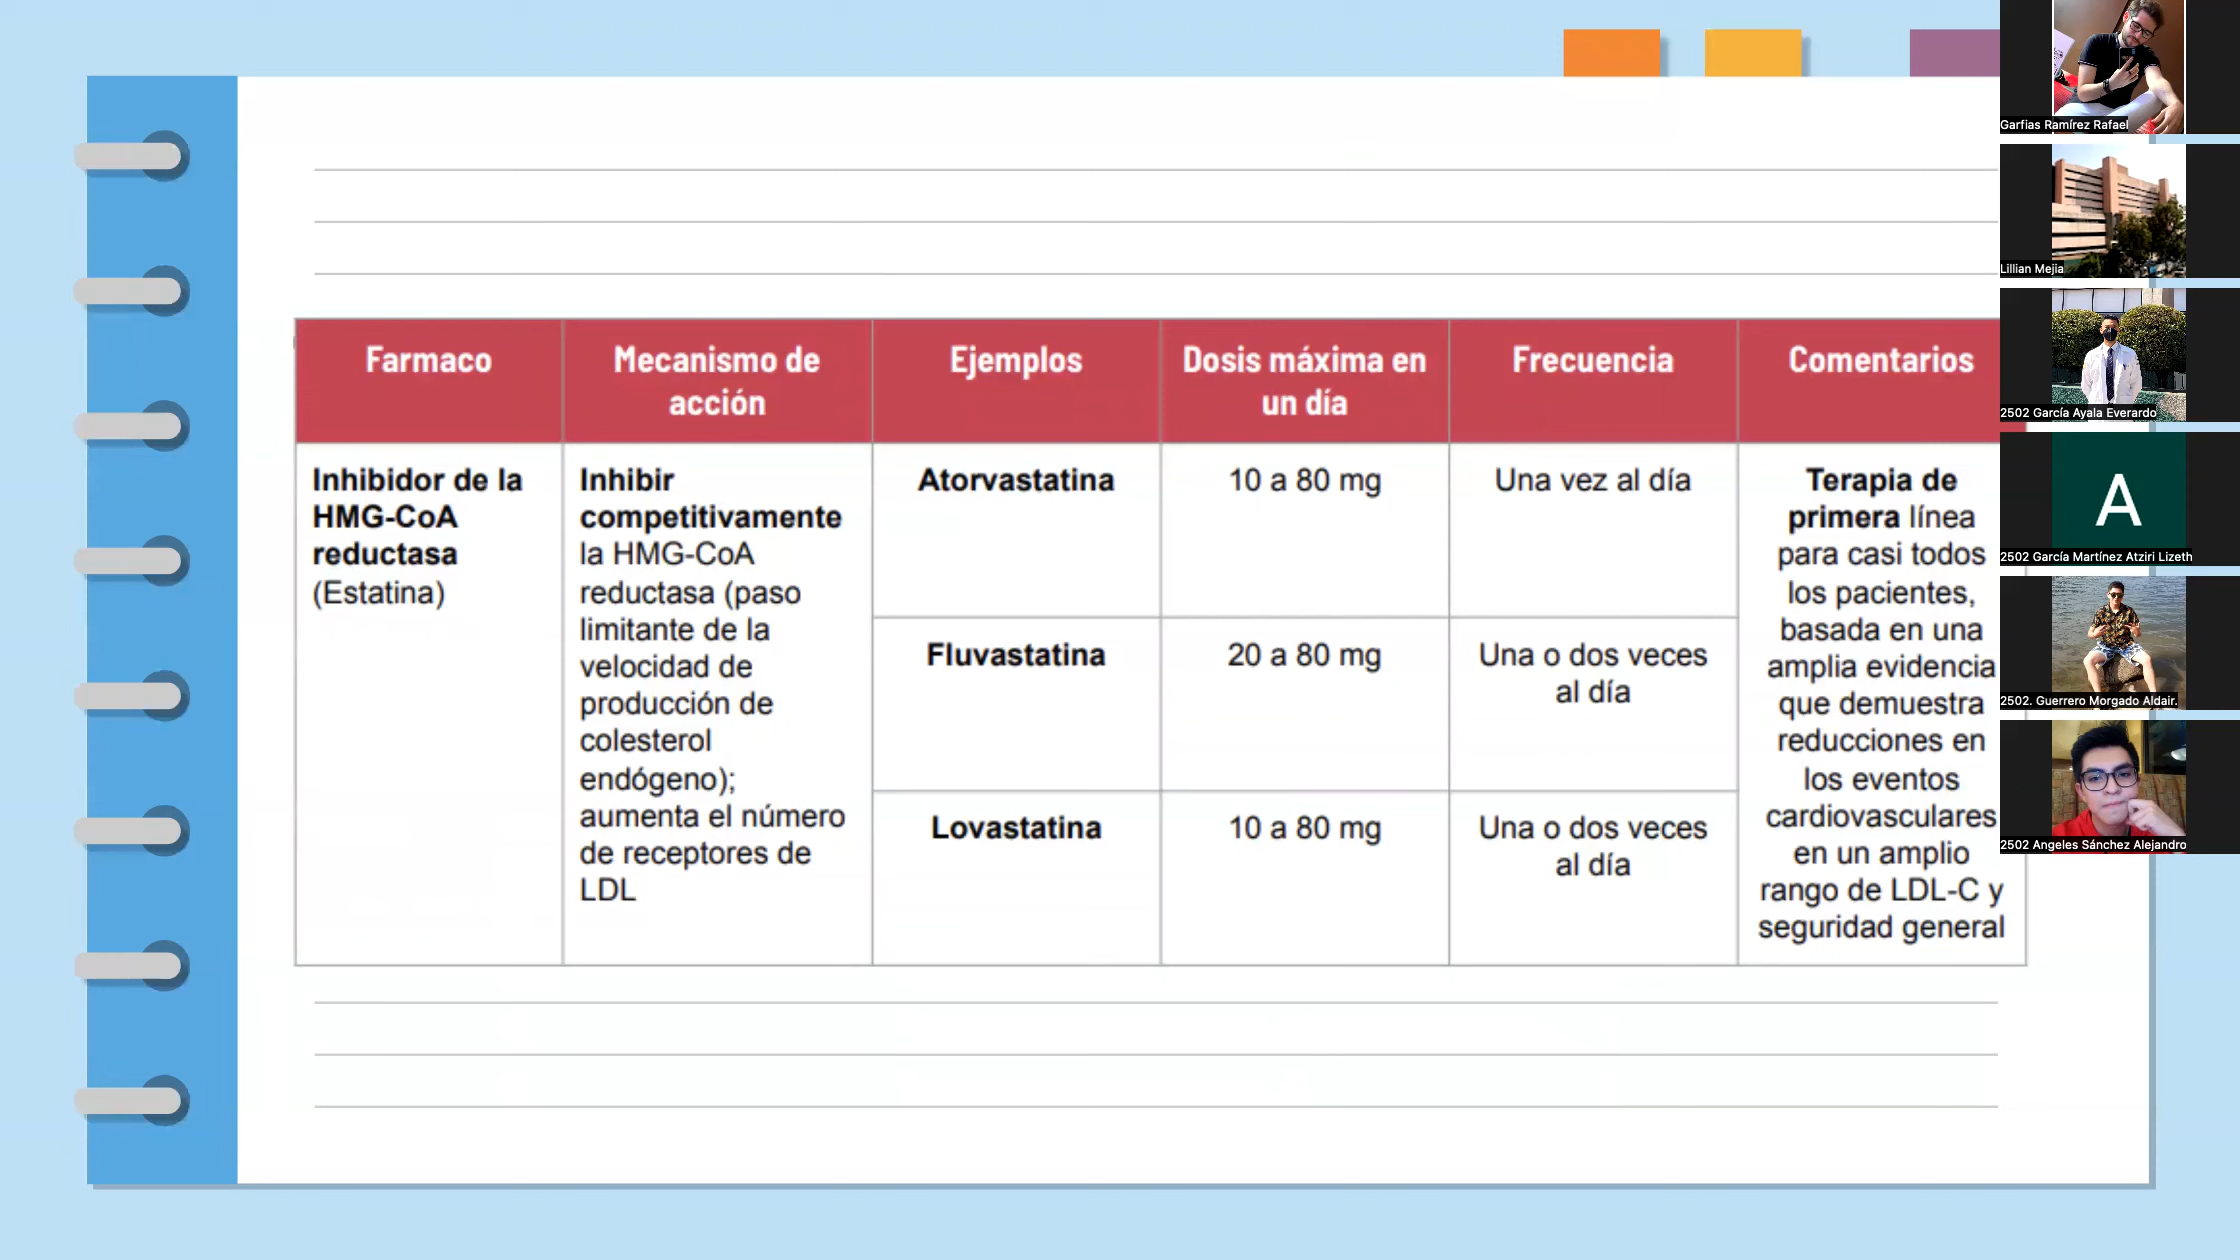 Farmaco
Mecanismo de
acción
Ejemplos
Dosis máxima en
un día
Frecuencia
Comentarios
Inhibidor de la
HMG-CoA
reductasa
(Estatina)
Inhibir
competitivamente
la HMG-CoA
reductasa (paso
limitante de la
velocidad de
producción de
colesterol
endógeno);
aumenta el número
de receptores de
LDL
Atorvastatina
10 a 80 mg
Una vez al día
Fluvastatina
20 a 80 mg
Una o dos veces
al día
Lovastatina
10 a 80 mg
Una o dos veces
al día
Terapia de
primera línea
para casi todos
los pacientes,
basada en una
amplia evidencia
que demuestra
reducciones en
los eventos
cardiovasculares
en un amplio
rango de LDL-C y
seguridad general
Garfias Ramírez Rafael
Lillian Mejia
2502 García Ayala Everardo
A
2502 García Martínez Atziri Lizeth
2502. Guerrero Morgado Aldair.
2502 Angeles Sánchez Alejandro